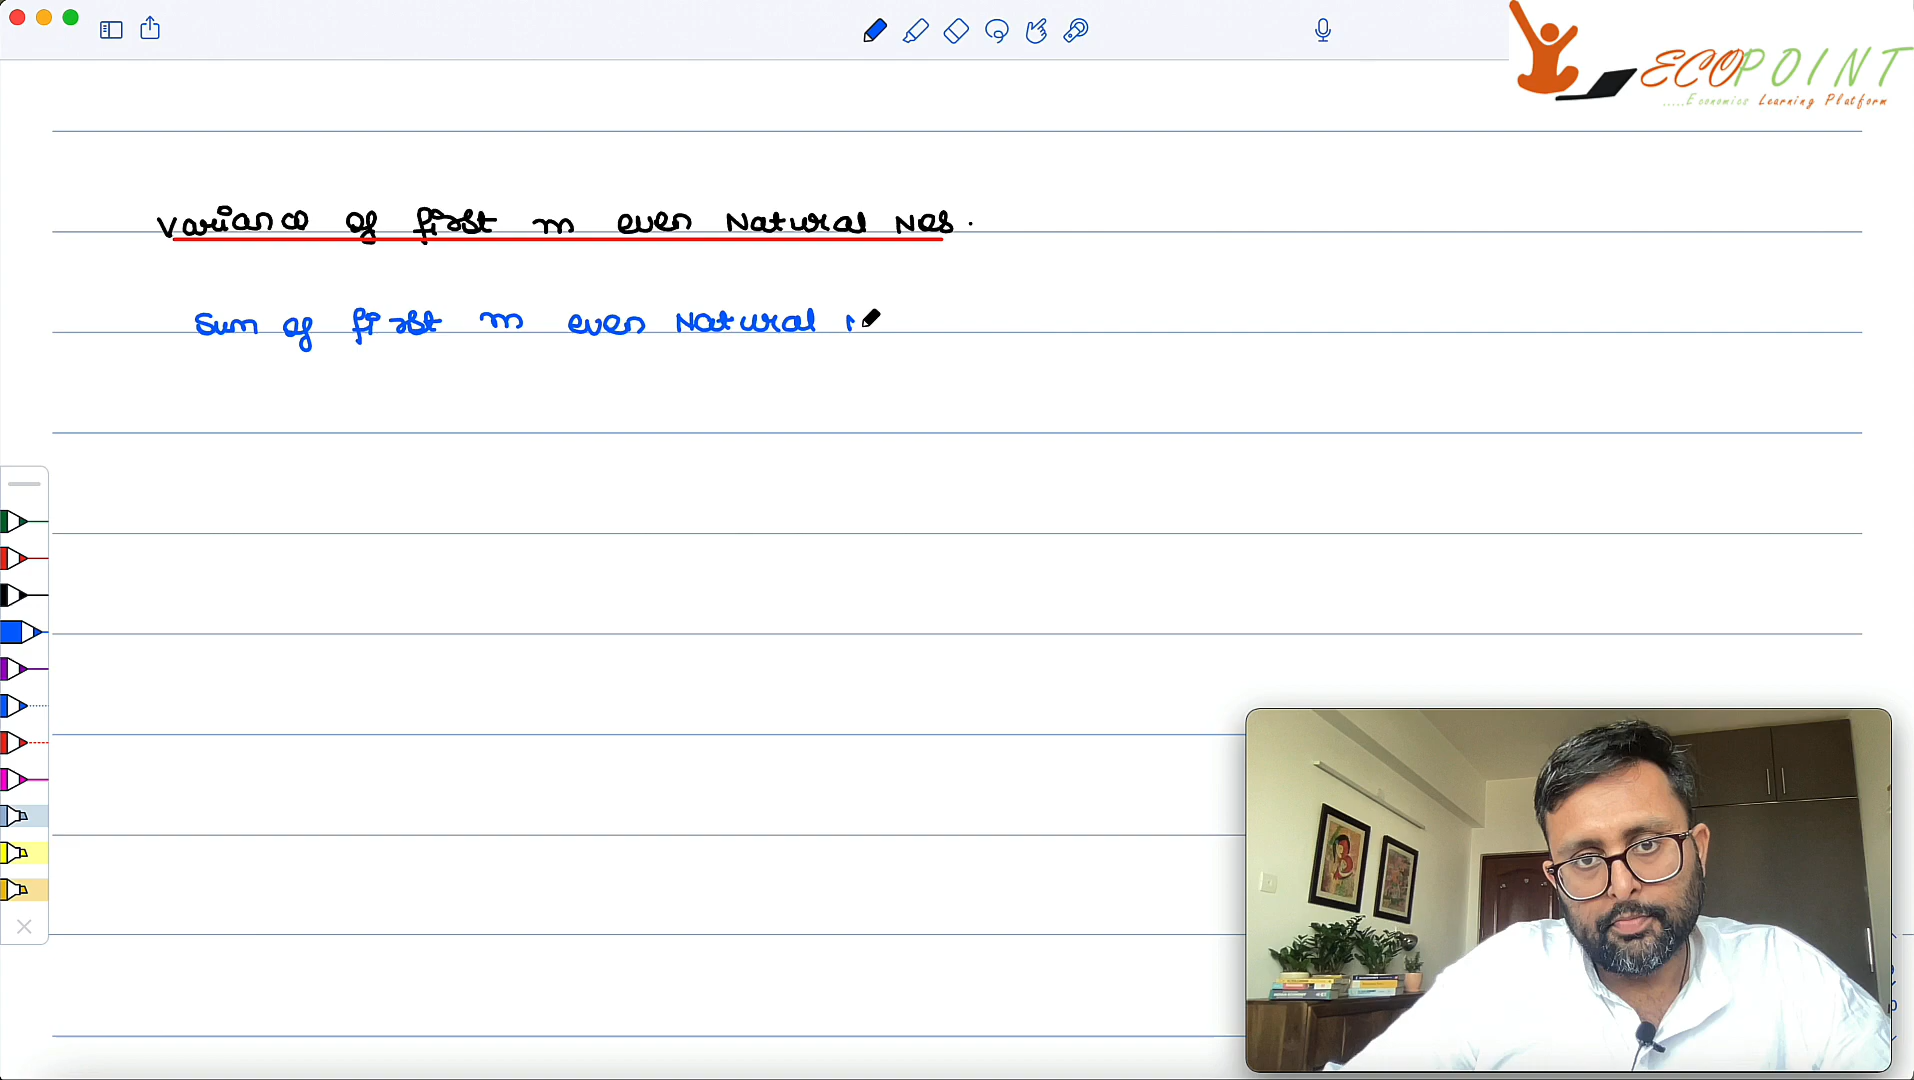 ECOPOINT
.....Economics Learning Platform
Variance of first n even Natural Nos.
Sum of first n even Natural